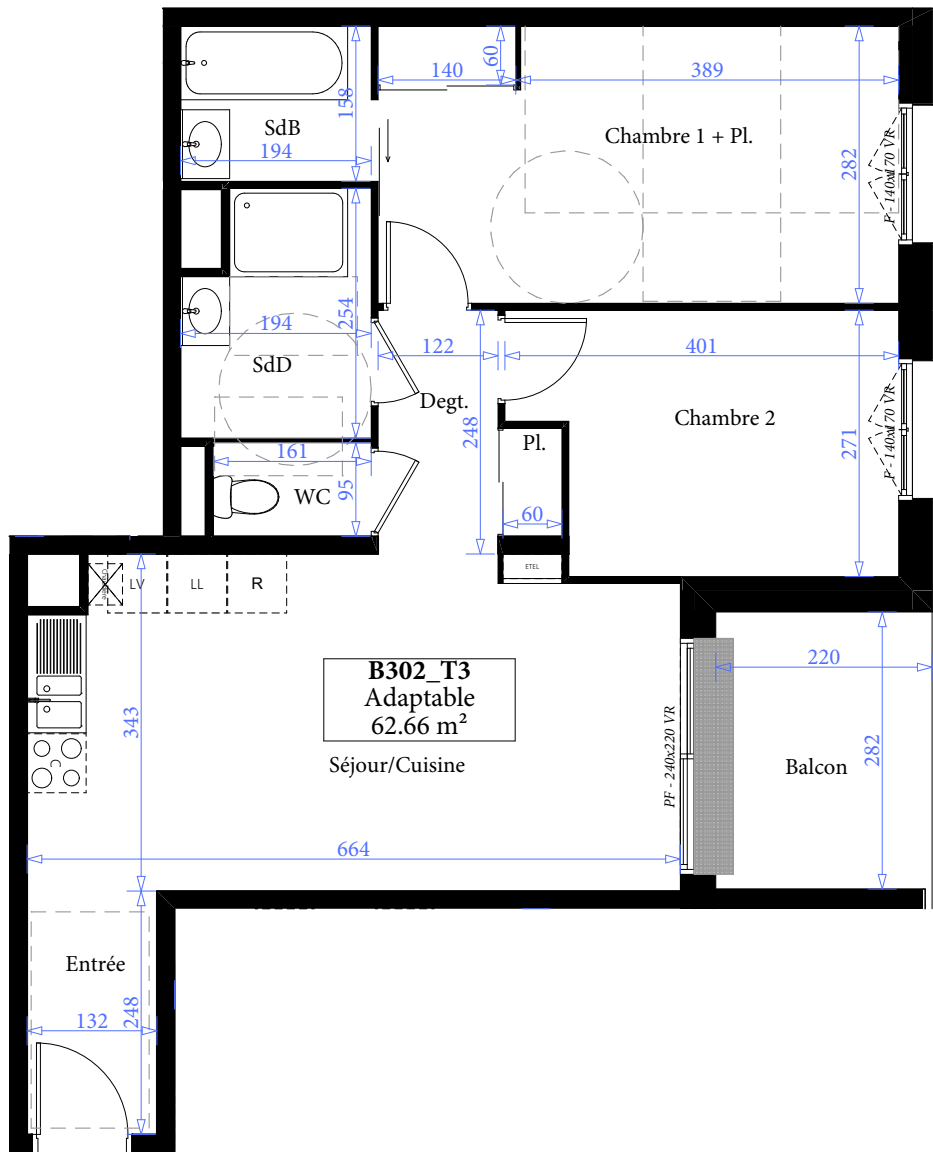 60
140
389
158
SdB
194
Chambre 1 + Pl.
282
F - 140x170 VR
254
194
SdD
122
401
Degt.
248
Chambre 2
271
F - 140x170 VR
Pl.
161
WC
95
60
ETEL
LV
LL
R
B302_T3
Adaptable
62.66 m²
Séjour/Cuisine
343
PF - 240x220 VR
220
Balcon
282
664
Entrée
132
248